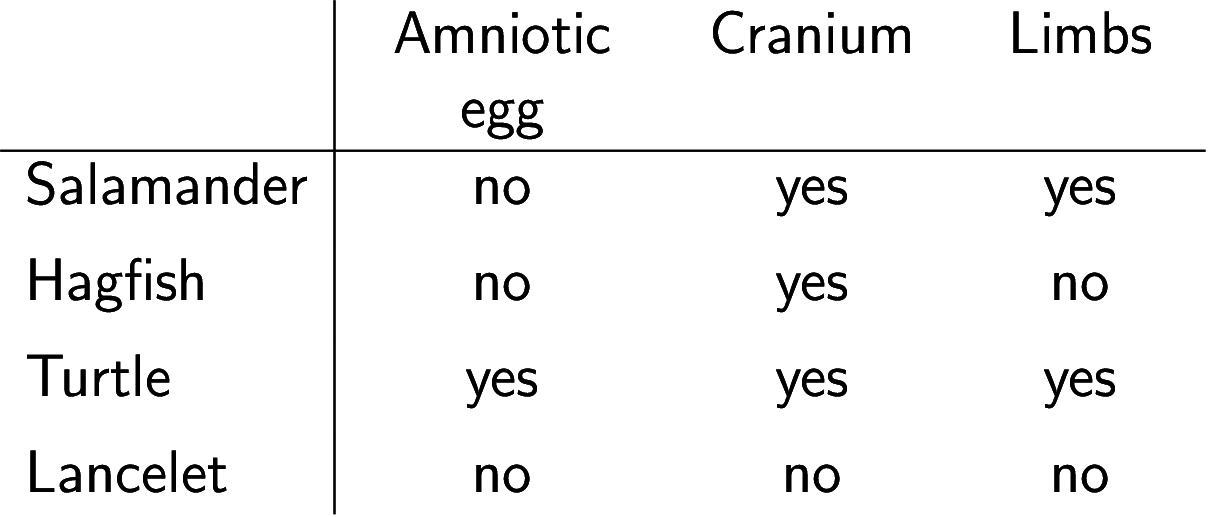 Amniotic Cranium Limbs
egg
Salamander no yes yes
Hagfish no yes no
Turtle yes yes yes
Lancelet no no no